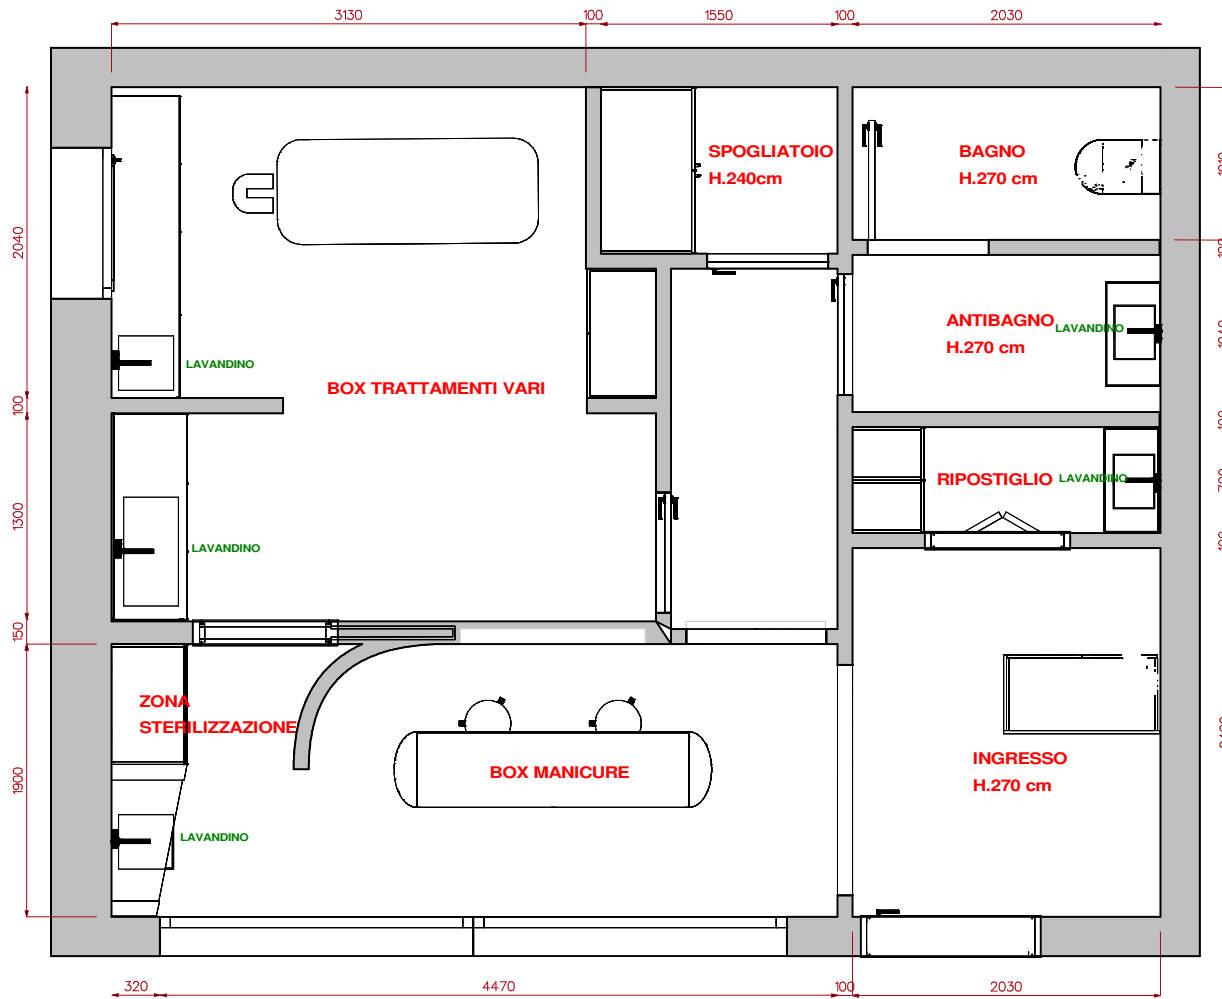 3130
100
1550
100
2030
SPOGLIATOIO
H.240cm
BAGNO
H.270 cm
2040
ANTIBAGNO
H.270 cm
LAVANDINO
LAVANDINO
BOX TRATTAMENTI VARI
100
RIPOSTIGLIO
LAVANDINO
1300
LAVANDINO
150
ZONA
STERILIZZAZIONE
BOX MANICURE
INGRESSO
H.270 cm
1900
LAVANDINO
320
4470
100
2030